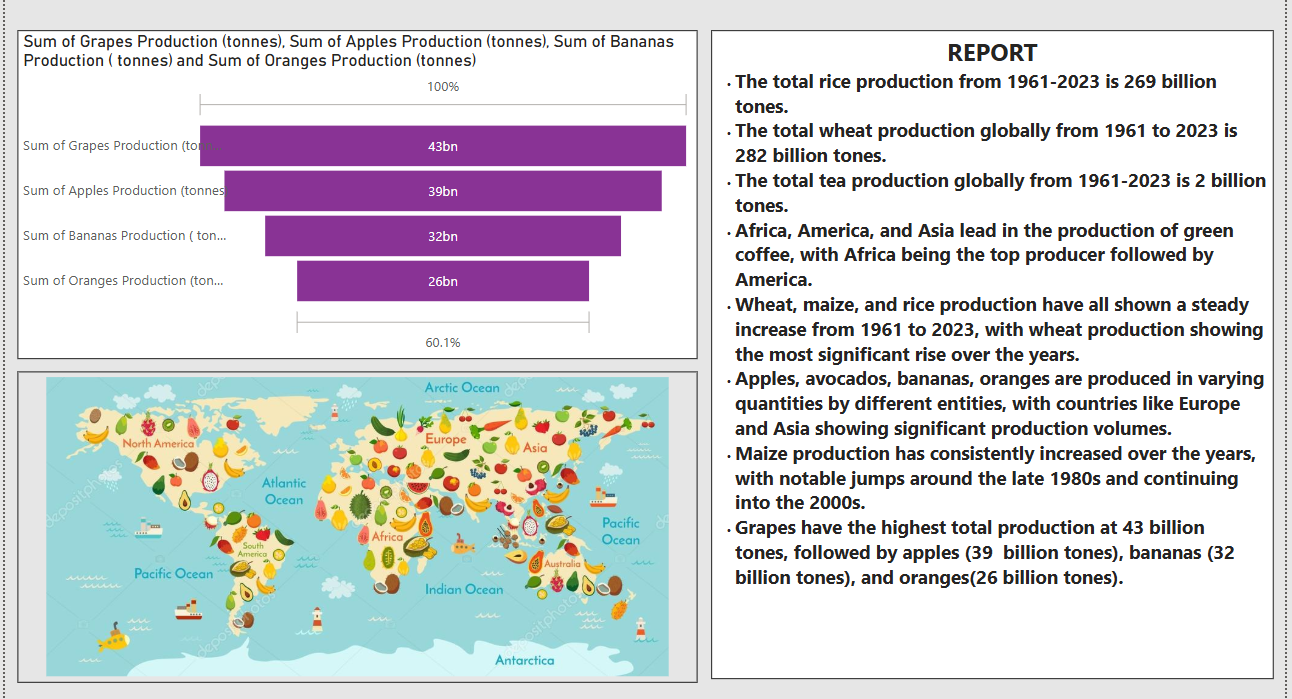 Sum of Grapes Production (tonnes), Sum of Apples Production (tonnes), Sum of Bananas
Production ( tonnes) and Sum of Oranges Production (tonnes)
100%
Sum of Grapes Production (ton...
43bn
Sum of Apples Production (tonnes
39bn
Sum of Bananas Production ( ton...
32bn
Sum of Oranges Production (ton...
26bn
60.1%
Arctic Ocean
North America
Europe
Asia
Atlantic
Ocean
Pacific
Ocean
Africa
South
America
Australia
Pacific Ocean
Indian Ocean
Antarctica
REPORT
· The total rice production from 1961-2023 is 269 billion
tones.
· The total wheat production globally from 1961 to 2023 is
282 billion tones.
· The total tea production globally from 1961-2023 is 2 billion
tones.
· Africa, America, and Asia lead in the production of green
coffee, with Africa being the top producer followed by
America.
· Wheat, maize, and rice production have all shown a steady
increase from 1961 to 2023, with wheat production showing
the most significant rise over the years.
· Apples, avocados, bananas, oranges are produced in varying
quantities by different entities, with countries like Europe
and Asia showing significant production volumes.
· Maize production has consistently increased over the years,
with notable jumps around the late 1980s and continuing
into the 2000s.
· Grapes have the highest total production at 43 billion
tones, followed by apples (39  billion tones), bananas (32
billion tones), and oranges(26 billion tones).